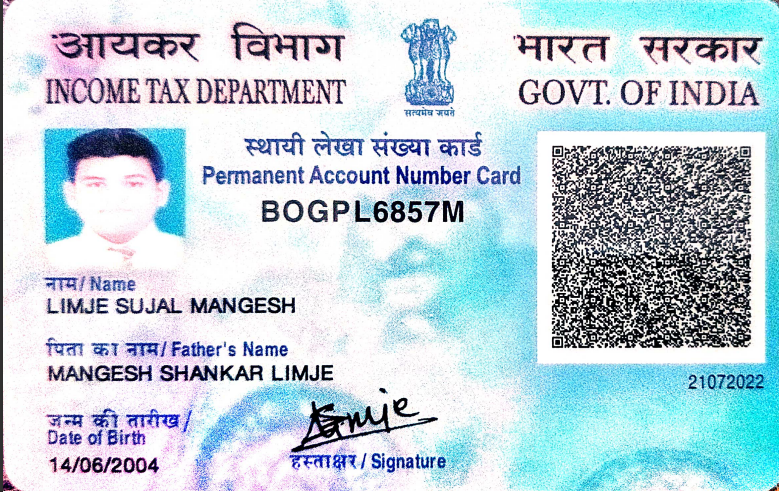 आयकर विभाग
INCOME TAX DEPARTMENT
सत्यमेव जयते
भारत सरकार
GOVT. OF INDIA
स्थायी लेखा संख्या कार्ड
Permanent Account Number Card
BOGPL6857M
नाम / Name
LIMJE SUJAL MANGESH
पिता का नाम / Father's Name
MANGESH SHANKAR LIMJE
21072022
जन्म की तारीख /
Date of Birth
14/06/2004
हस्ताक्षर / Signature